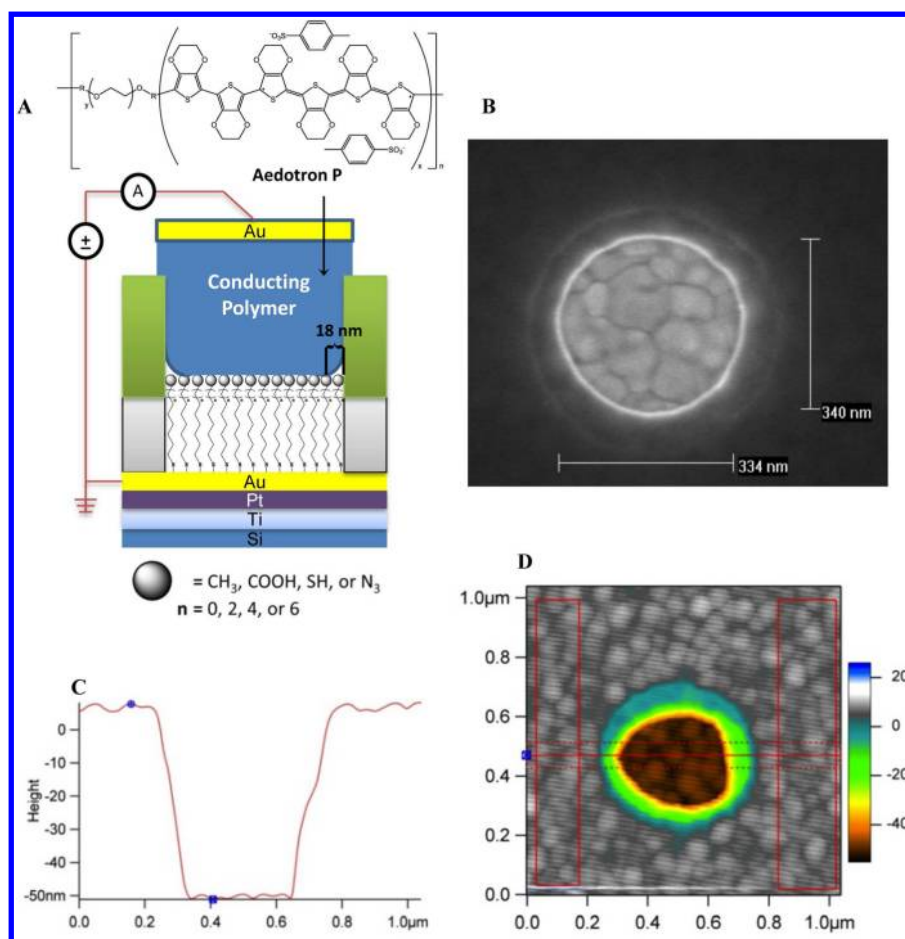 ⁻O₃S
R
y
O
O
R
O O
O O
O O
S
S
S
S
S
S
O O
O O
O O
x
n
SO₃⁻
A
Aedotron P
A
±
Au
Conducting
Polymer
18 nm
Au
Pt
Ti
Si
= CH₃, COOH, SH, or N₃
n = 0, 2, 4, or 6
B
340 nm
334 nm
C
Height
0
-10
-20
-30
-40
-50nm
0.0 0.2 0.4 0.6 0.8 1.0µm
D
1.0µm
0.8
0.6
0.4
0.2
0.0
0.0 0.2 0.4 0.6 0.8 1.0µm
20
0
-20
-40